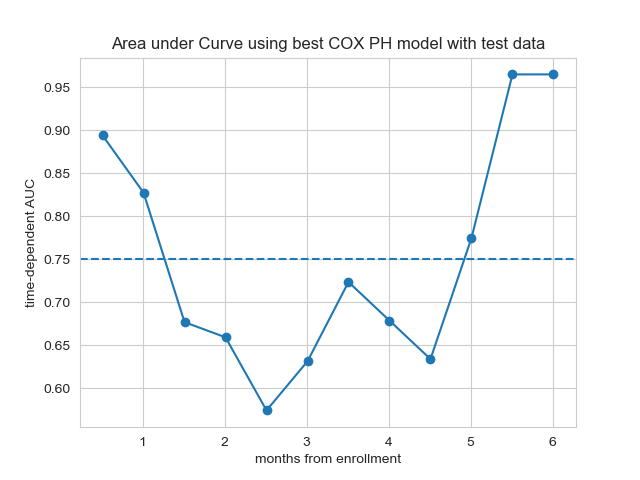 Area under Curve using best COX PH model with test data
time-dependent AUC
0.95
0.90
0.85
0.80
0.75
0.70
0.65
0.60
1 2 3 4 5 6
months from enrollment